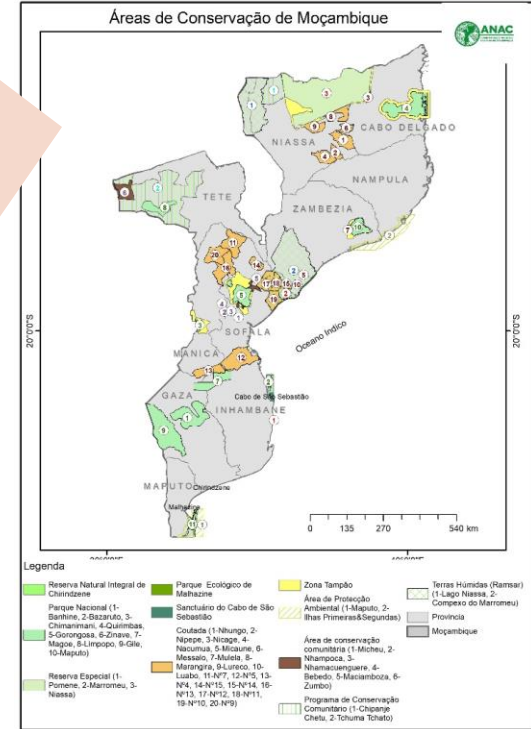 Áreas de Conservação de Moçambique
ANAC
NIASSA
CABO DELGADO
NAMPULA
TETE
ZAMBEZIA
SOFALA
MANICA
Oceano Indico
20°0'0"S
20°0'0"S
GAZA
INHAMBANE
Cabo de São Sebastião
MAPUTO
Chirindzene
Malhazine
0 135 270 540 km
Legenda
Reserva Natural Integral de
Chirindzene
Parque Nacional (1-
Banhine, 2-Bazaruto, 3-
Chimanimani, 4-Quirimbas,
5-Gorongosa, 6-Zinave, 7-
Magoe, 8-Limpopo, 9-Gile,
10-Maputo)
Reserva Especial (1-
Pomene, 2-Marromeu, 3-
Niassa)
Parque Ecológico de
Malhazine
Sanctuário do Cabo de São
Sebastião
Coutada (1-Nhungo, 2-
Nipepe, 3-Nicage, 4-
Nacumua, 5-Micaune, 6-
Messalo, 7-Mulela, 8-
Marangira, 9-Lureco, 10-
Luabo, 11-Nº7, 12-Nº5, 13-
Nº4, 14-Nº15, 15-Nº14, 16-
Nº13, 17-Nº12, 18-Nº11,
19-Nº10, 20-Nº9)
Zona Tampão
Área de Protecção
Ambiental (1-Maputo, 2-
Ilhas Primeiras&Segundas)
Área de conservação
comunitária (1-Micheu, 2-
Nhampoca, 3-
Nhamacuenguere, 4-
Bebedo, 5-Maciamboza, 6-
Zumbo)
Programa de Conservação
Comunitário (1-Chipanje
Chetu, 2-Tchuma Tchato)
Terras Húmidas (Ramsar)
(1-Lago Niassa, 2-
Compexo do Marromeu)
Província
Moçambique